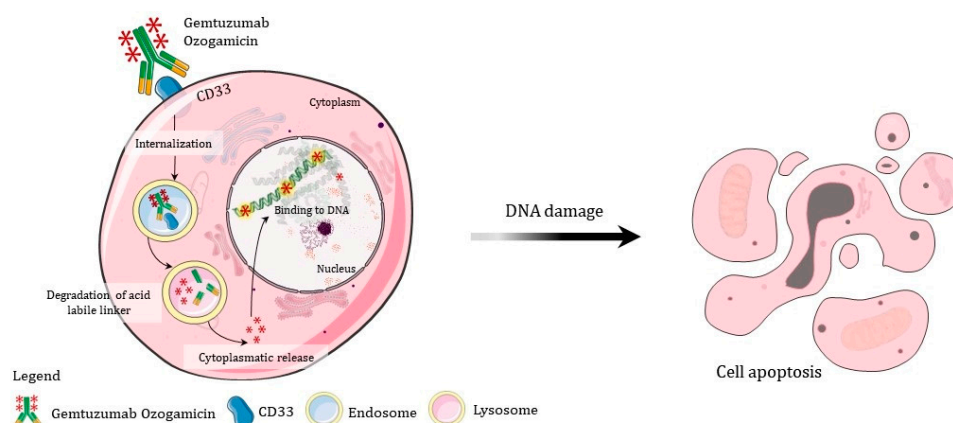 Gemtuzumab
Ozogamicin
CD33
Cytoplasm
Internalization
Binding to DNA
Nucleus
Degradation of acid
labile linker
Cytoplasmatic release
DNA damage
Cell apoptosis
Legend
Gemtuzumab Ozogamicin
CD33
Endosome
Lysosome